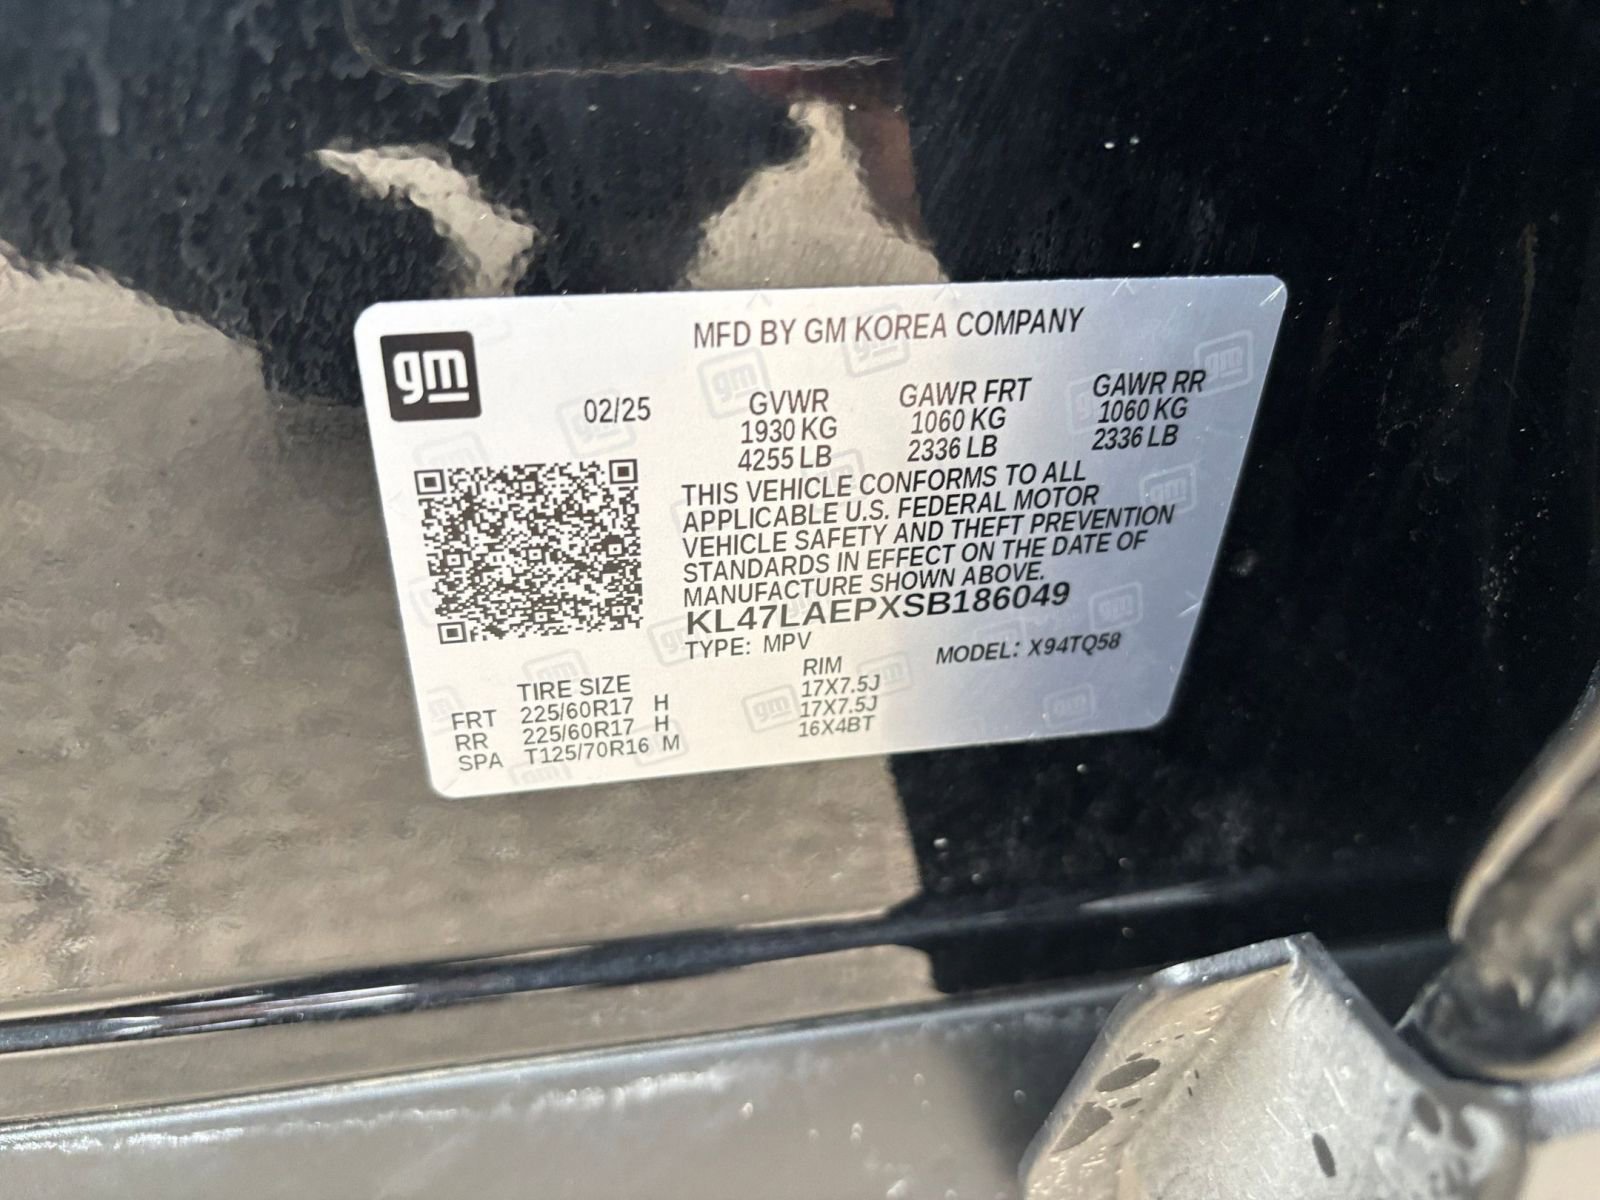 gm
MFD BY GM KOREA COMPANY
02/25
GVWR GAWR FRT GAWR RR
1930 KG 1060 KG 1060 KG
4255 LB 2336 LB 2336 LB
THIS VEHICLE CONFORMS TO ALL
APPLICABLE U.S. FEDERAL MOTOR
VEHICLE SAFETY AND THEFT PREVENTION
STANDARDS IN EFFECT ON THE DATE OF
MANUFACTURE SHOWN ABOVE.
KL47LAEPXSB186049
TYPE: MPV MODEL: X94TQ58
TIRE SIZE RIM
FRT 225/60R17 H 17X7.5J
RR 225/60R17 H 17X7.5J
SPA T125/70R16 M 16X4BT